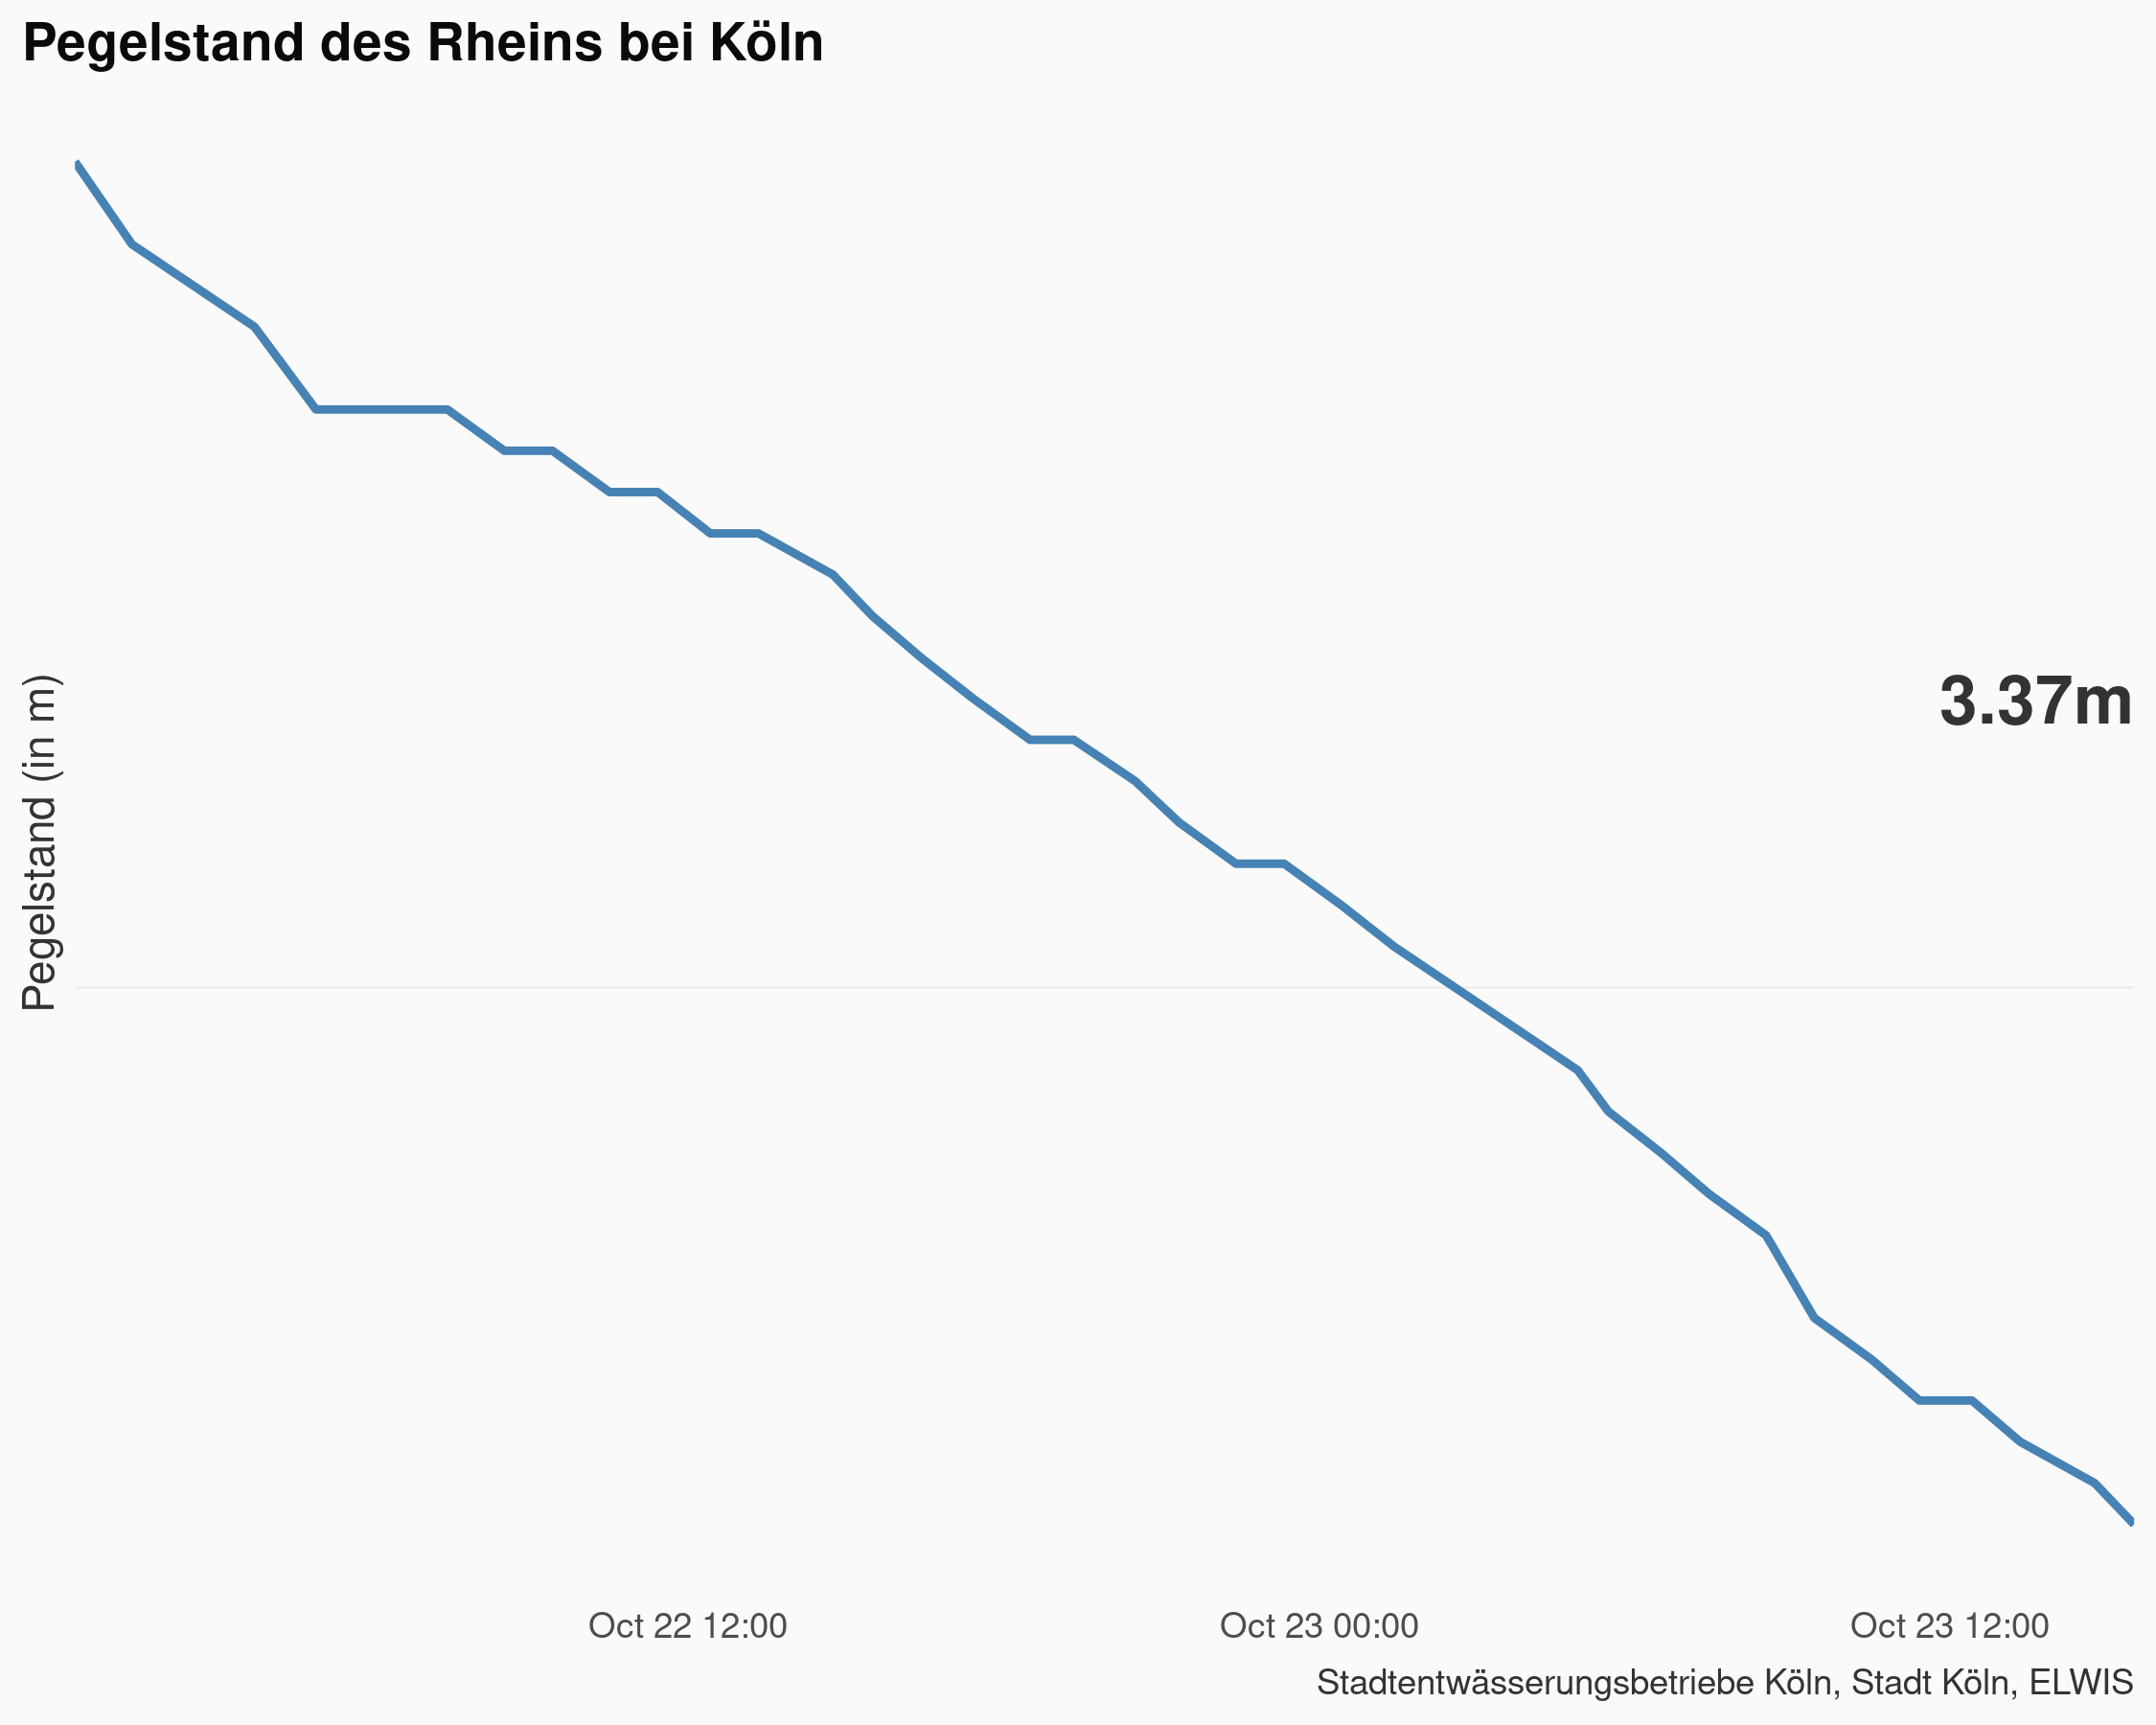 Pegelstand des Rheins bei Köln
Pegelstand (in m)
3.37m
Oct 22 12:00
Oct 23 00:00
Oct 23 12:00
Stadtentwässerungsbetriebe Köln, Stadt Köln, ELWIS